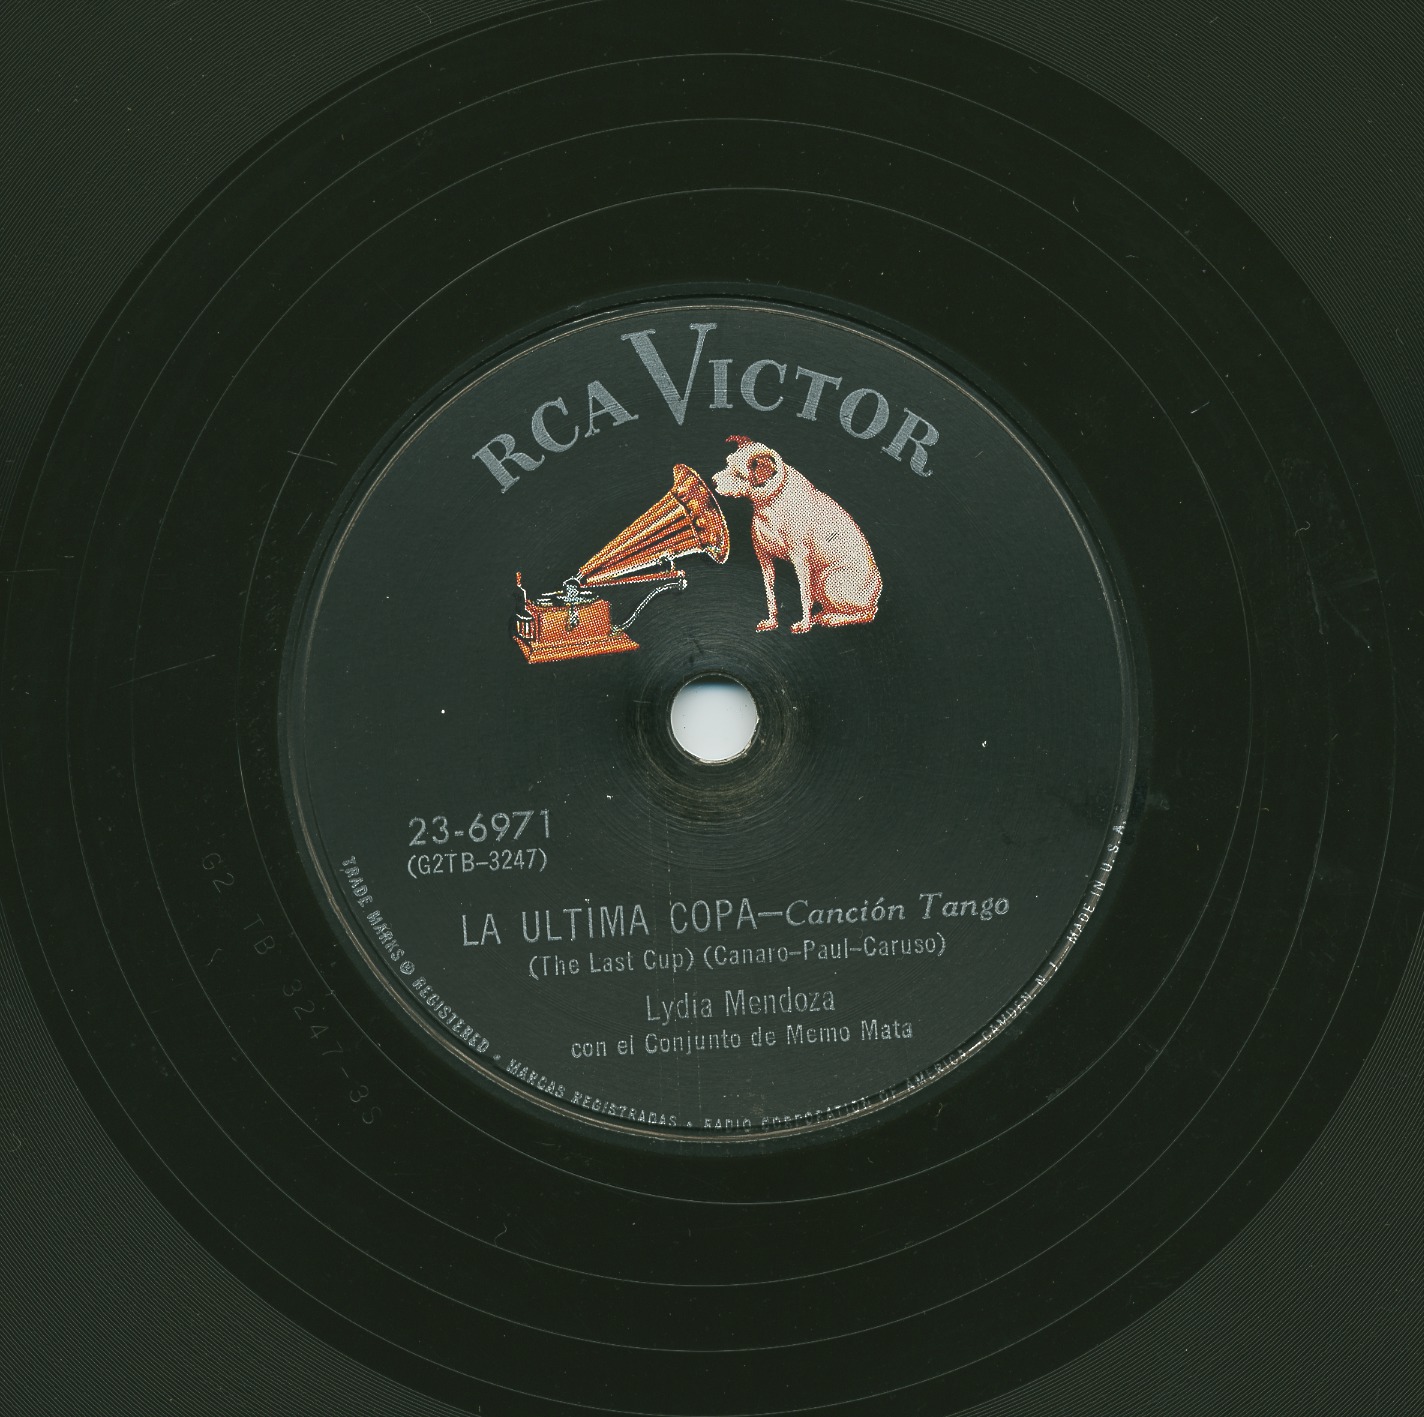 RCA VICTOR
23-6971
(G2TB-3247)
LA ULTIMA COPA—Canción Tango
(The Last Cup) (Canaro-Paul-Caruso)
Lydia Mendoza
con el Conjunto de Memo Mata
TRADE MARKS ® REGISTERED • MARCAS REGISTRADAS • RADIO CORPORATION OF AMERICA—CAMDEN, N. J.—MADE IN U.S.A.
G2 TB 3247-3S